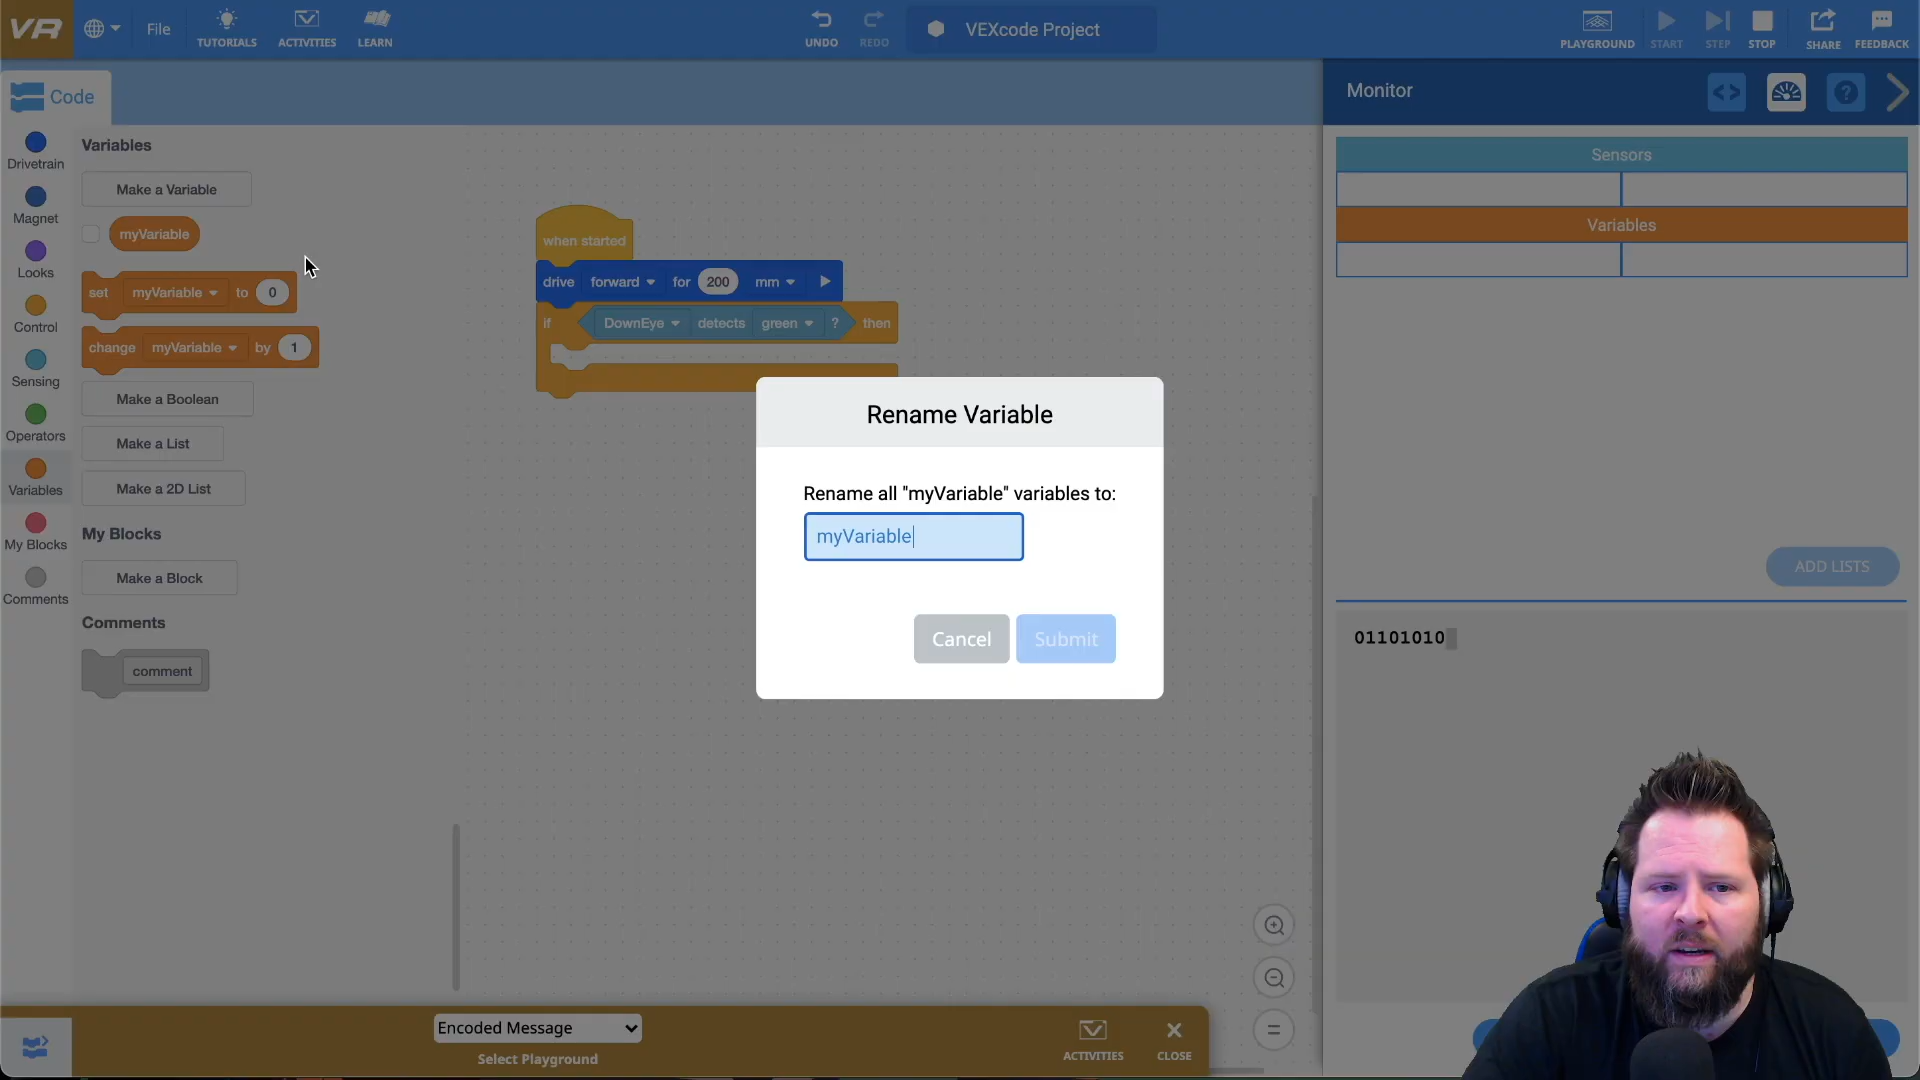 VR
File
TUTORIALS
ACTIVITIES
LEARN
UNDO
REDO
VEXcode Project
PLAYGROUND
START
STEP
STOP
SHARE
FEEDBACK
Code
Monitor
Drivetrain
Magnet
Looks
Control
Sensing
Operators
Variables
My Blocks
Comments
Variables
Make a Variable
myVariable
set myVariable to 0
change myVariable by 1
Make a Boolean
Make a List
Make a 2D List
My Blocks
Make a Block
Comments
comment
when started
drive forward for 200 mm
if DownEye detects green ? then
Rename Variable
Rename all "myVariable" variables to:
myVariable
Cancel
Submit
Sensors
Variables
ADD LISTS
01101010
Encoded Message
Select Playground
ACTIVITIES
CLOSE